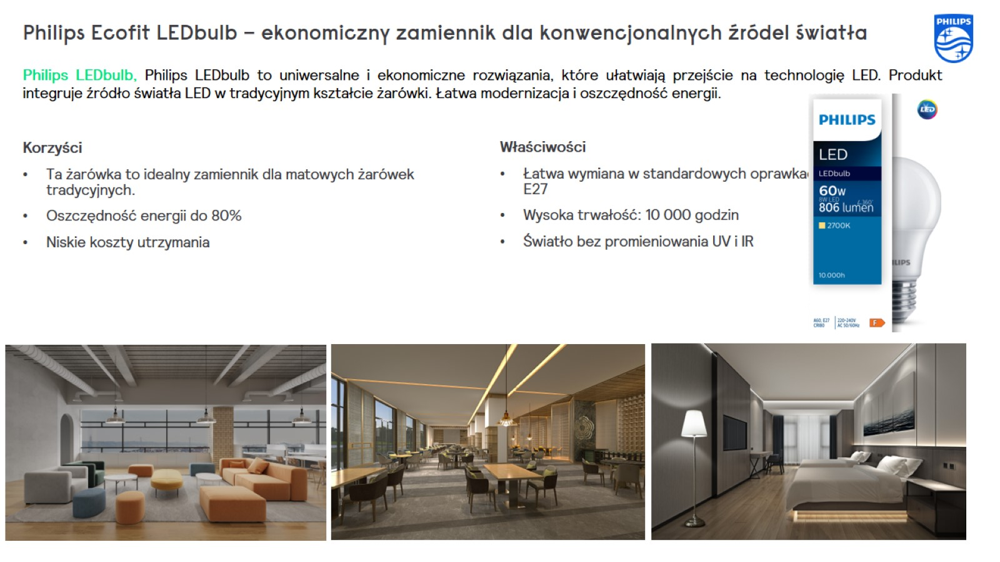 Philips Ecofit LEDbulb – ekonomiczny zamiennik dla konwencjonalnych źródel światła
PHILIPS
Philips LEDbulb, Philips LEDbulb to uniwersalne i ekonomiczne rozwiązania, które ułatwiają przejście na technologię LED. Produkt
integruje źródło światła LED w tradycyjnym kształcie żarówki. Łatwa modernizacja i oszczędność energii.
Korzyści
• Ta żarówka to idealny zamiennik dla matowych żarówek
tradycyjnych.
• Oszczędność energii do 80%
• Niskie koszty utrzymania
Właściwości
• Łatwa wymiana w standardowych oprawka
E27
• Wysoka trwałość: 10 000 godzin
• Światło bez promieniowania UV i IR
LED
PHILIPS
LED
LEDbulb
60W
8W LED
360°
806 lumen
2700K
10.000h
ILIPS
A60, E27
CRI80
220-240V
AC 50/60Hz
F